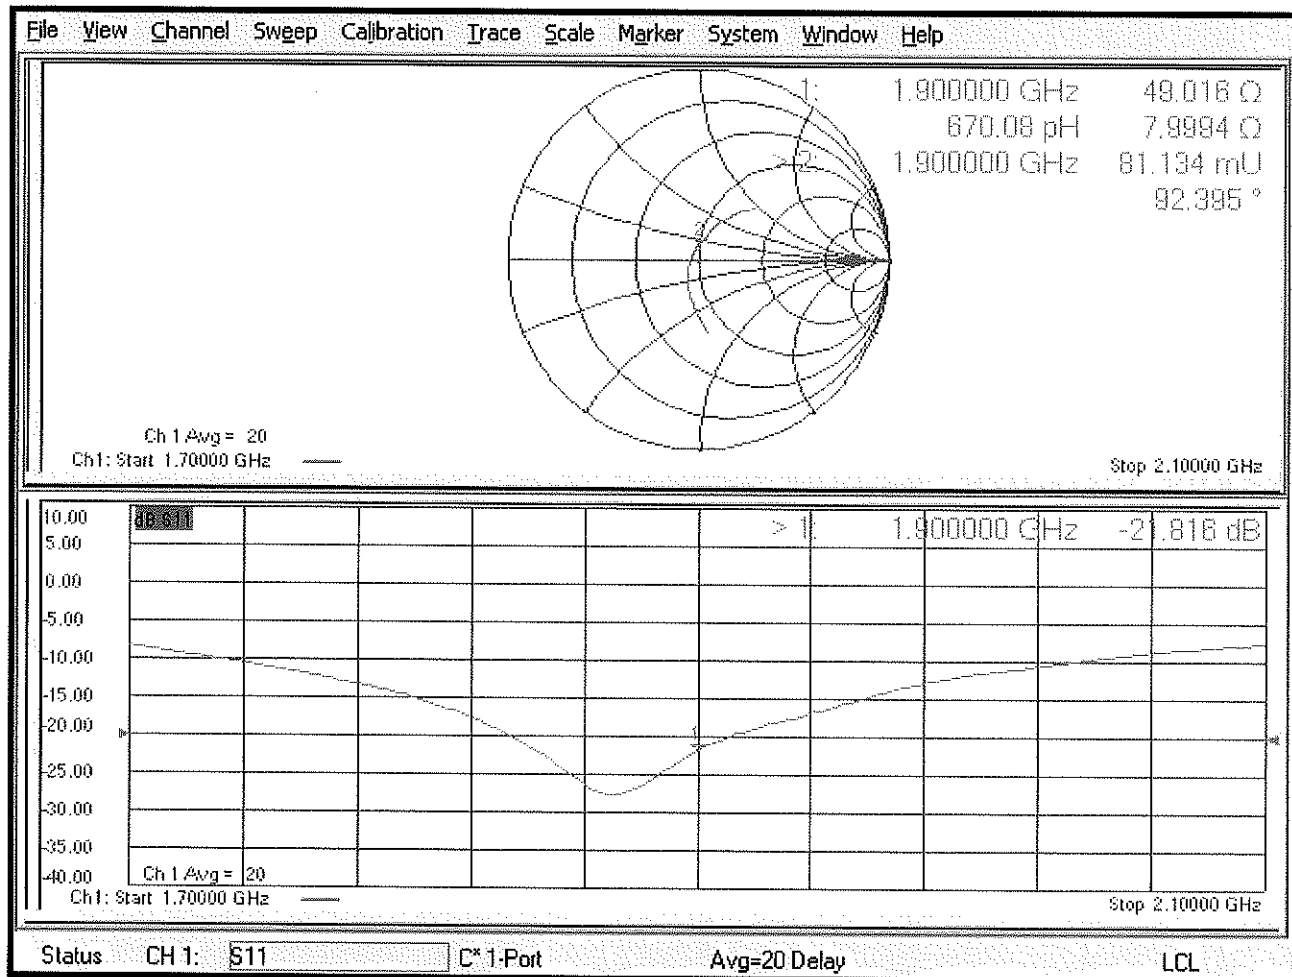 File View Channel Sweep Calibration Trace Scale Marker System Window Help
1: 1.900000 GHz 49.016 Ω
670.08 pH 7.9994 Ω
> 2: 1.900000 GHz 81.134 mU
92.395 °
2
Ch 1 Avg = 20
Ch1: Start 1.70000 GHz
Stop 2.10000 GHz
10.00
dB S11
> 1: 1.900000 GHz -21.816 dB
5.00
0.00
-5.00
-10.00
-15.00
-20.00
1
-25.00
-30.00
-35.00
-40.00
Ch 1 Avg = 20
Ch1: Start 1.70000 GHz
Stop 2.10000 GHz
Status CH 1: S11 C* 1-Port Avg=20 Delay LCL